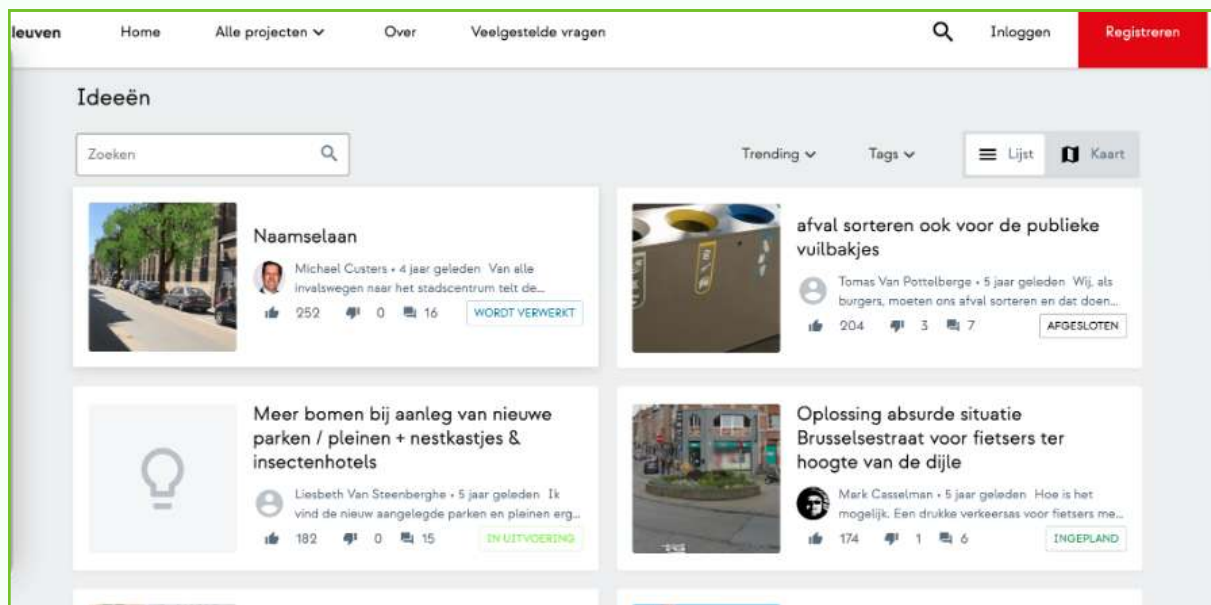 leuven Home Alle projecten Over Veelgestelde vragen Inloggen Registreren
Ideeën
Zoeken Trending Tags Lijst Kaart
Naamselaan
Michael Custers • 4 jaar geleden Van alle
invalswegen naar het stadscentrum telt de...
252 0 16 WORDT VERWERKT
afval sorteren ook voor de publieke
vuilbakjes
Tomas Van Pottelberge • 5 jaar geleden Wij, als
burgers, moeten ons afval sorteren en dat doen...
204 3 7 AFGESLOTEN
Meer bomen bij aanleg van nieuwe
parken / pleinen + nestkastjes &
insectenhotels
Liesbeth Van Steenberghe • 5 jaar geleden Ik
vind de nieuw aangelegde parken en pleinen erg...
182 0 15 IN UITVOERING
Oplossing absurde situatie
Brusselsestraat voor fietsers ter
hoogte van de dijle
Mark Casselman • 5 jaar geleden Hoe is het
mogelijk. Een drukke verkeersas voor fietsers me...
174 1 6 INGEPLAND